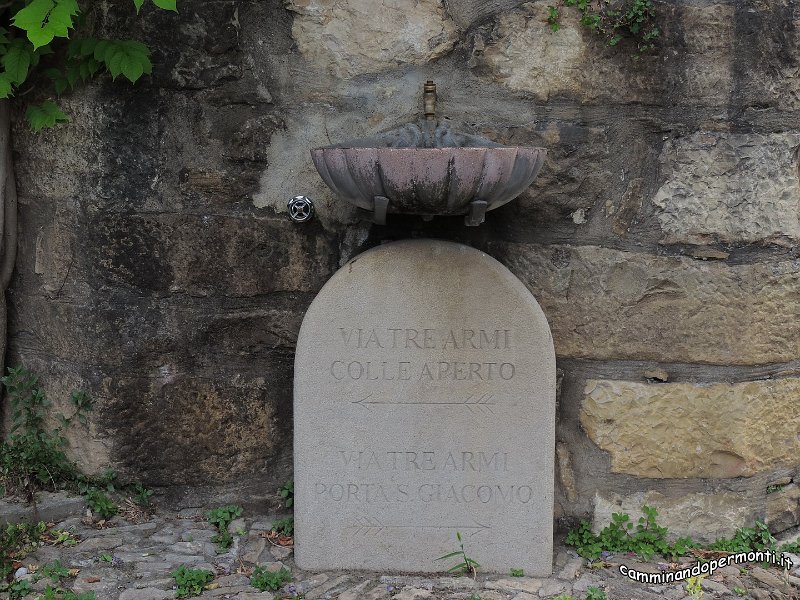 VIA TRE ARMI
COLLE APERTO
VIA TRE ARMI
PORTA S. GIACOMO
camminandopermonti.it